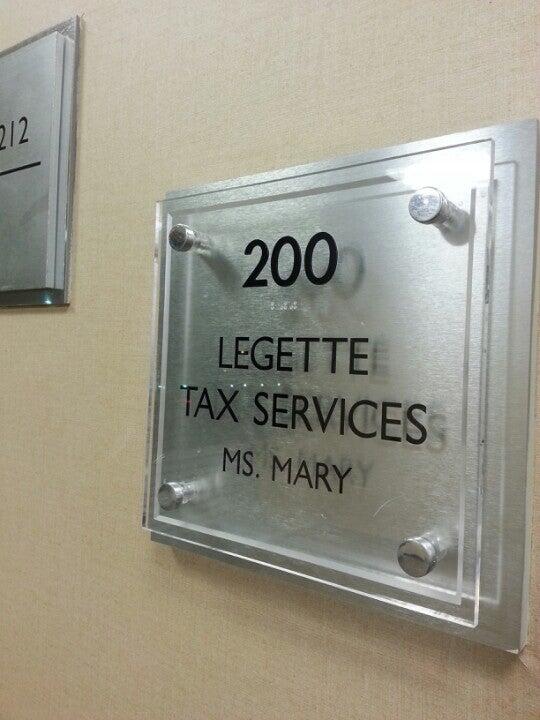 212
200
LEGETTE
TAX SERVICES
MS. MARY